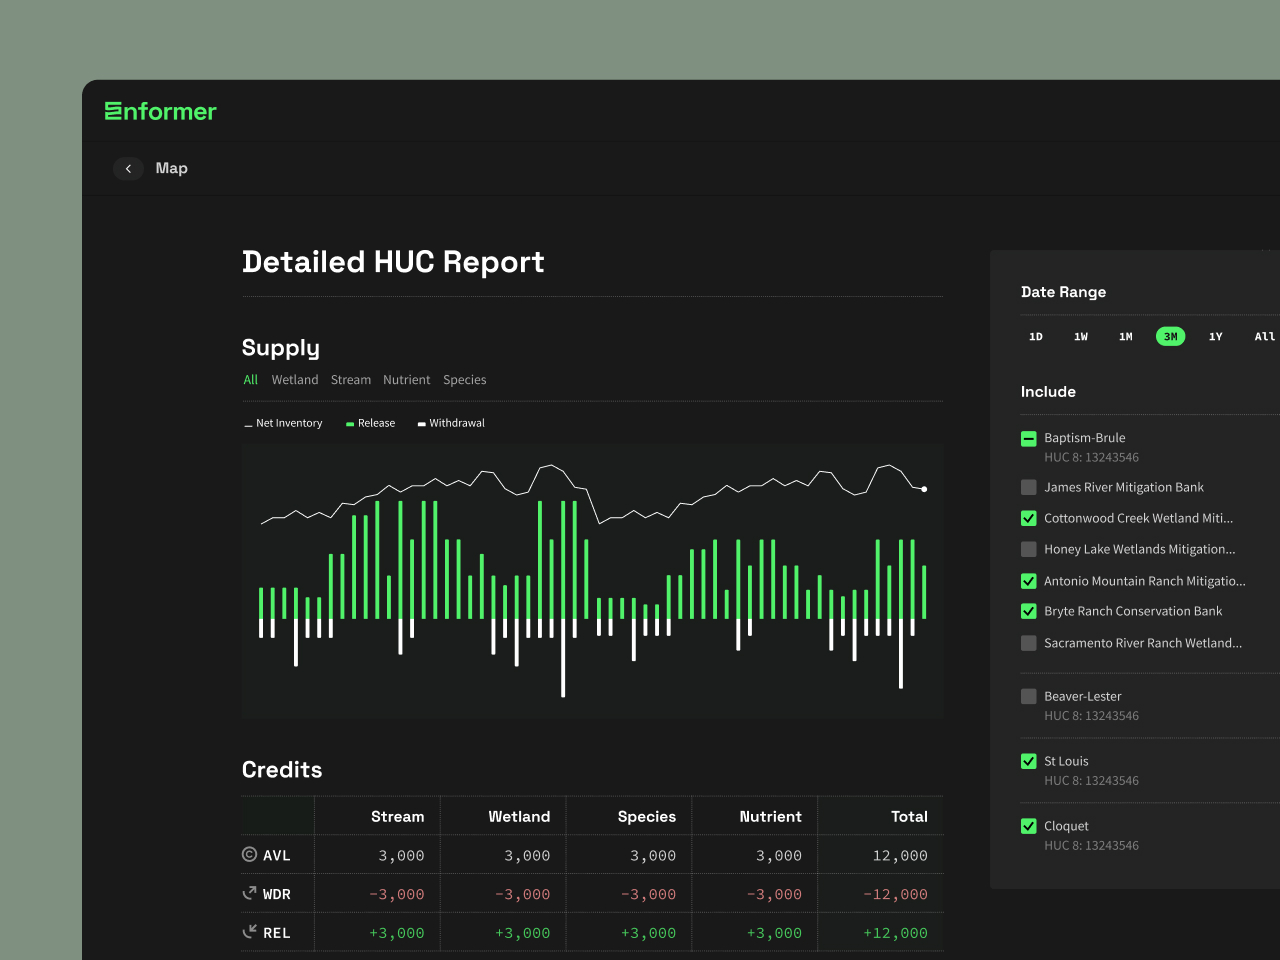 Enformer
Map
Detailed HUC Report
Supply
All Wetland Stream Nutrient Species
Net Inventory Release Withdrawal
Credits
Stream Wetland Species Nutrient Total
AVL 3,000 3,000 3,000 3,000 12,000
WDR −3,000 −3,000 −3,000 −3,000 −12,000
REL +3,000 +3,000 +3,000 +3,000 +12,000
Date Range
1D 1W 1M 3M 1Y All
Include
Baptism-Brule
HUC 8: 13243546
James River Mitigation Bank
Cottonwood Creek Wetland Miti...
Honey Lake Wetlands Mitigation...
Antonio Mountain Ranch Mitigatio...
Bryte Ranch Conservation Bank
Sacramento River Ranch Wetland...
Beaver-Lester
HUC 8: 13243546
St Louis
HUC 8: 13243546
Cloquet
HUC 8: 13243546